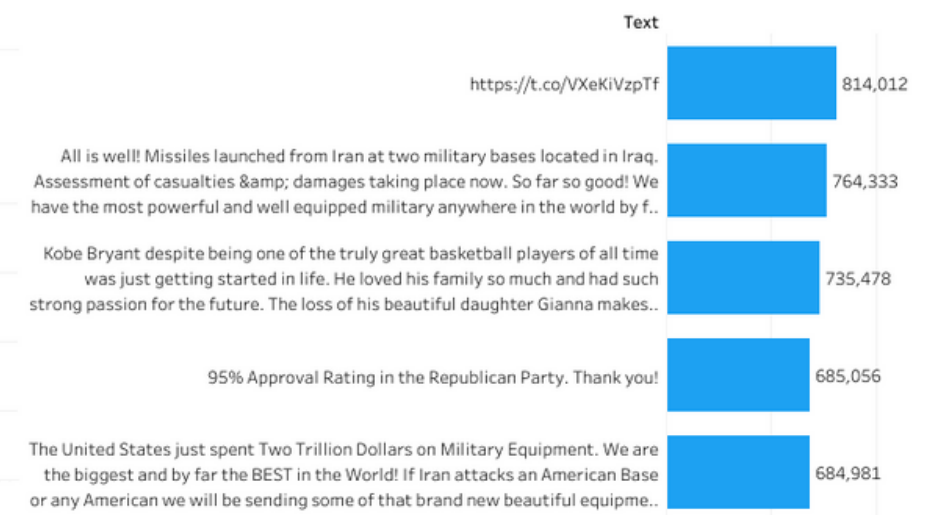 Text
https://t.co/VXeKiVzpTf
814,012
All is well! Missiles launched from Iran at two military bases located in Iraq.
Assessment of casualties &amp; damages taking place now. So far so good! We
have the most powerful and well equipped military anywhere in the world by f..
764,333
Kobe Bryant despite being one of the truly great basketball players of all time
was just getting started in life. He loved his family so much and had such
strong passion for the future. The loss of his beautiful daughter Gianna makes..
735,478
95% Approval Rating in the Republican Party. Thank you!
685,056
The United States just spent Two Trillion Dollars on Military Equipment. We are
the biggest and by far the BEST in the World! If Iran attacks an American Base
or any American we will be sending some of that brand new beautiful equipme..
684,981